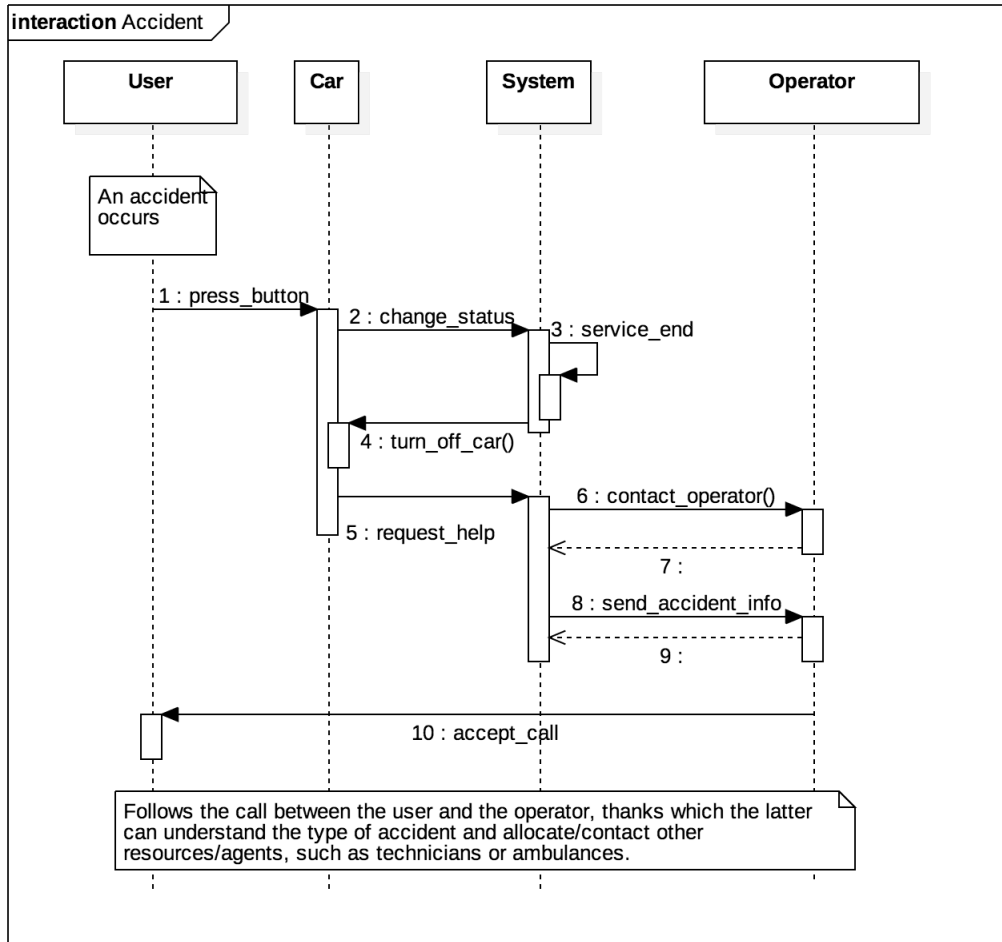 interaction Accident
User
Car
System
Operator
An accident
occurs
1 : press_button
2 : change_status
3 : service_end
4 : turn_off_car()
5 : request_help
6 : contact_operator()
7 :
8 : send_accident_info
9 :
10 : accept_call
Follows the call between the user and the operator, thanks which the latter
can understand the type of accident and allocate/contact other
resources/agents, such as technicians or ambulances.